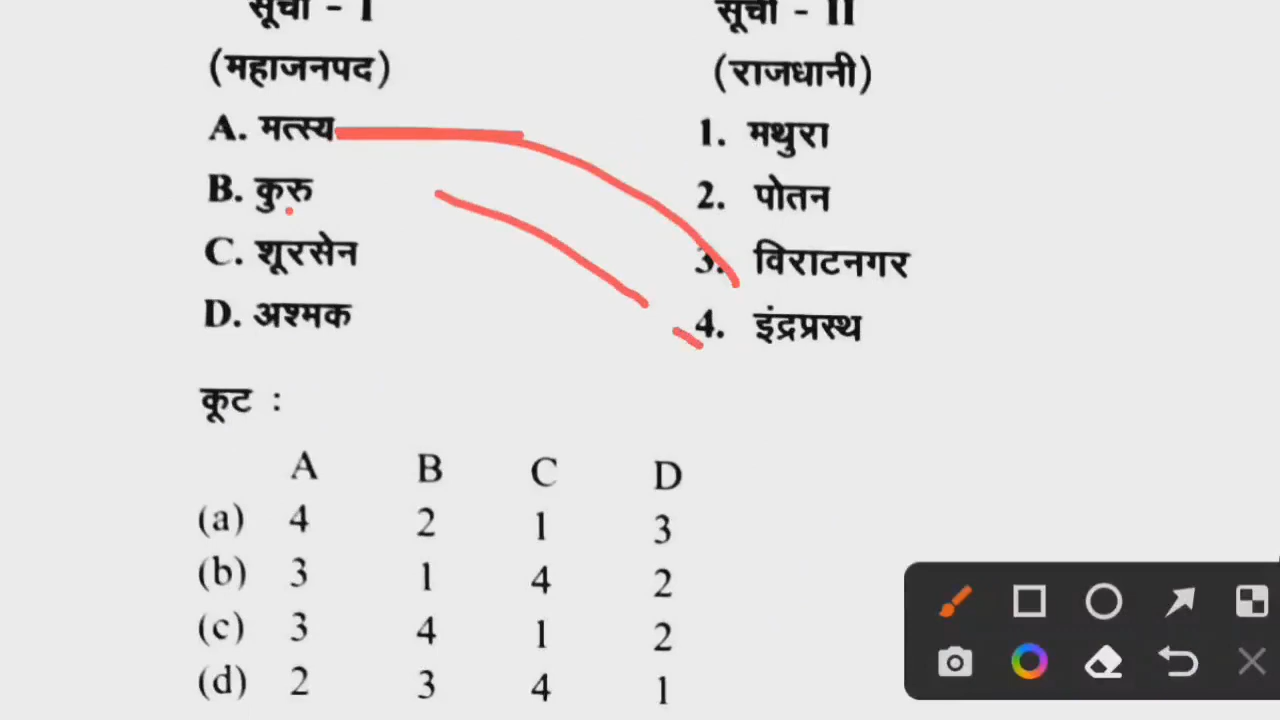 सूची - I सूची - II
(महाजनपद) (राजधानी)
A. मत्स्य 1. मथुरा
B. कुरु 2. पोतन
C. शूरसेन 3. विराटनगर
D. अश्मक 4. इंद्रप्रस्थ
कूट :
A B C D
(a) 4 2 1 3
(b) 3 1 4 2
(c) 3 4 1 2
(d) 2 3 4 1